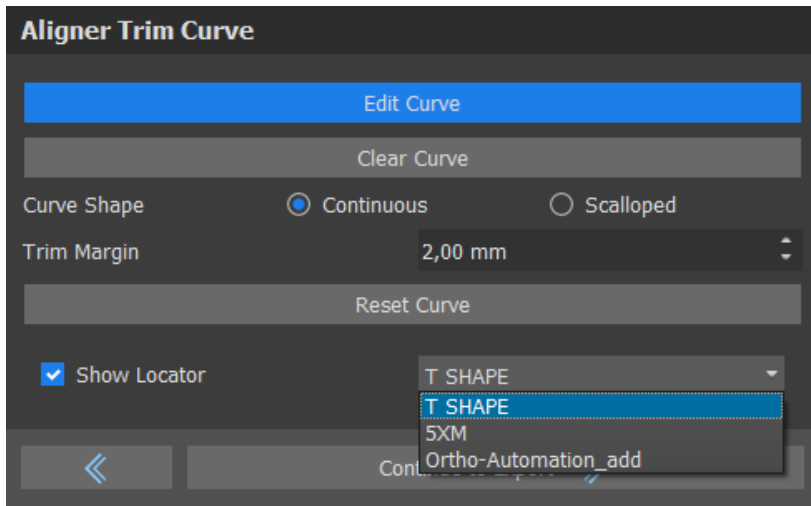 Aligner Trim Curve
Edit Curve
Clear Curve
Curve Shape Continuous Scalloped
Trim Margin 2,00 mm
Reset Curve
Show Locator T SHAPE
T SHAPE
5XM
Ortho-Automation_add